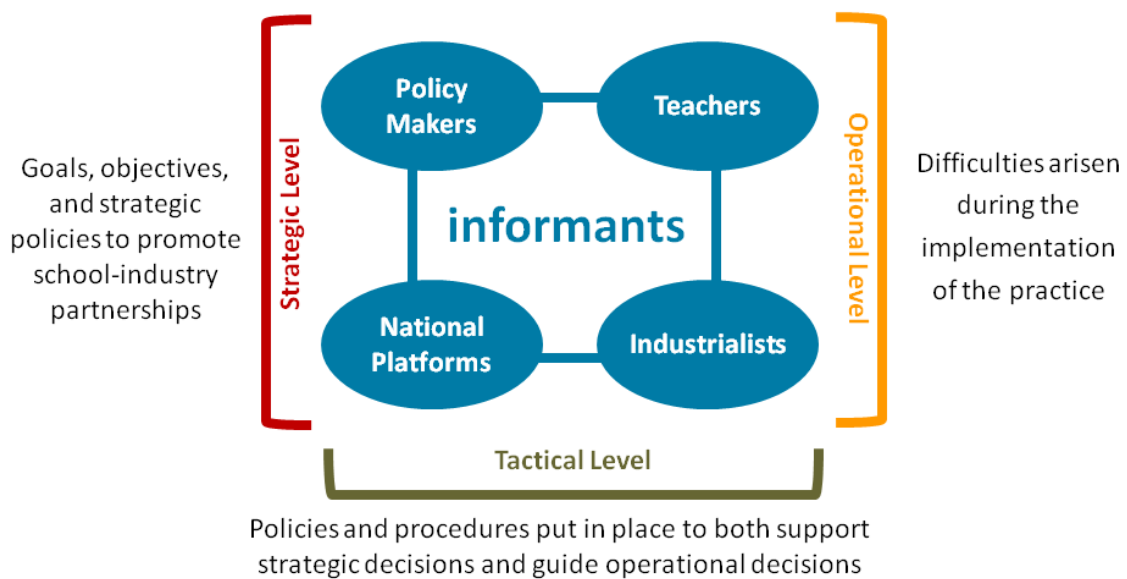 Goals, objectives,
and strategic
policies to promote
school-industry
partnerships
Strategic Level
Policy
Makers
Teachers
informants
National
Platforms
Industrialists
Operational Level
Difficulties arisen
during the
implementation
of the practice
Tactical Level
Policies and procedures put in place to both support
strategic decisions and guide operational decisions